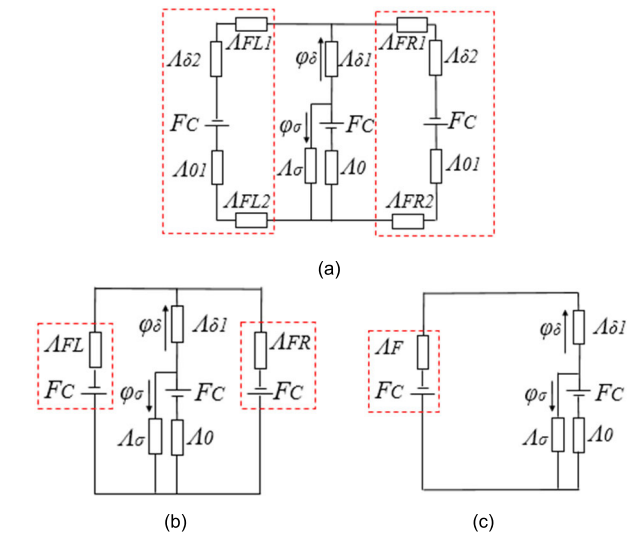 ΛFL1 ΛFR1
Λδ2 φδ Λδ1 Λδ2
FC φσ FC FC
Λ01 Λσ Λ0 Λ01
ΛFL2 ΛFR2
(a)
φδ Λδ1 φδ Λδ1
ΛFL ΛFR ΛF
FC φσ FC FC FC φσ FC
Λσ Λ0 Λσ Λ0
(b) (c)